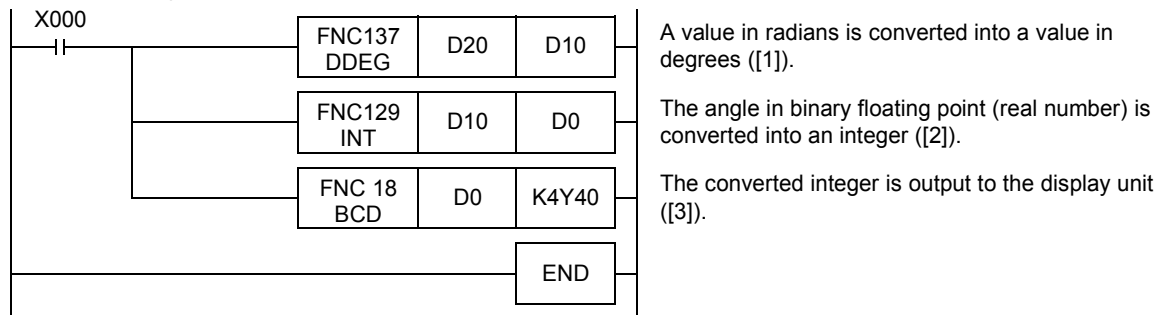 X000
FNC137
DDEG
D20
D10
A value in radians is converted into a value in
degrees ([1]).
FNC129
INT
D10
D0
The angle in binary floating point (real number) is
converted into an integer ([2]).
FNC 18
BCD
D0
K4Y40
The converted integer is output to the display unit
([3]).
END